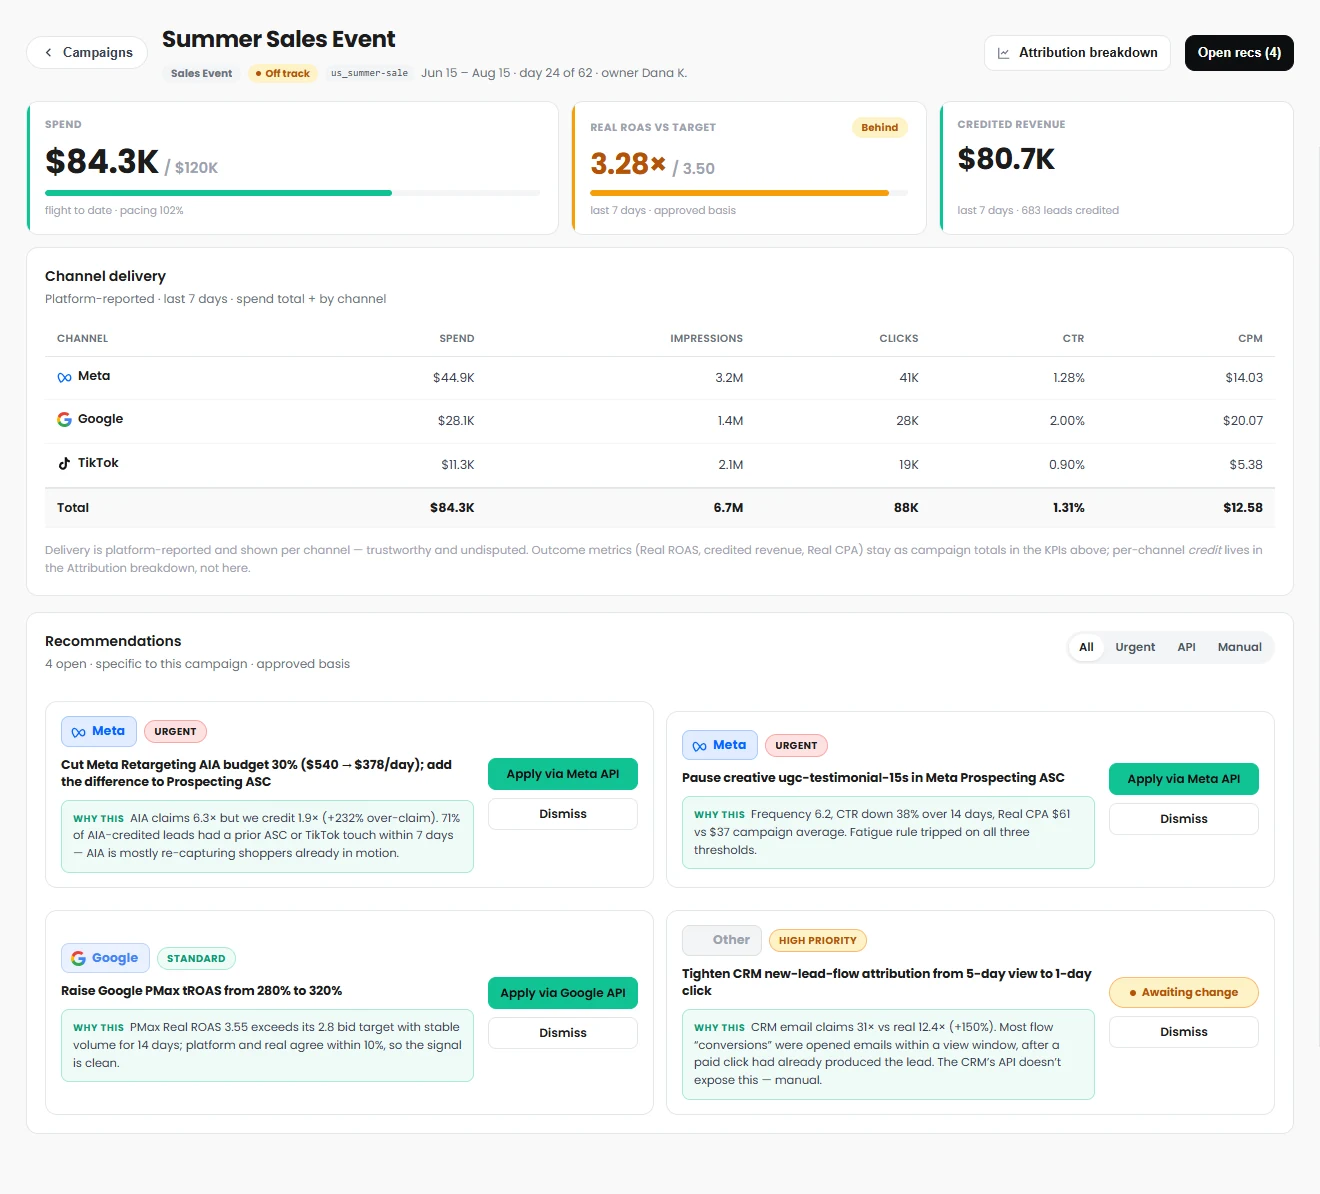 Campaigns
Summer Sales Event
Sales Event
Off track
us_summer-sale
Jun 15 – Aug 15 · day 24 of 62 · owner Dana K.
Attribution breakdown
Open recs (4)
SPEND
$84.3K / $120K
flight to date · pacing 102%
REAL ROAS VS TARGET
Behind
3.28× / 3.50
last 7 days · approved basis
CREDITED REVENUE
$80.7K
last 7 days · 683 leads credited
Channel delivery
Platform-reported · last 7 days · spend total + by channel
CHANNEL SPEND IMPRESSIONS CLICKS CTR CPM
Meta $44.9K 3.2M 41K 1.28% $14.03
Google $28.1K 1.4M 28K 2.00% $20.07
TikTok $11.3K 2.1M 19K 0.90% $5.38
Total $84.3K 6.7M 88K 1.31% $12.58
Delivery is platform-reported and shown per channel — trustworthy and undisputed. Outcome metrics (Real ROAS, credited revenue, Real CPA) stay as campaign totals in the KPIs above; per-channel credit lives in
the Attribution breakdown, not here.
Recommendations
4 open · specific to this campaign · approved basis
All Urgent API Manual
Meta URGENT
Cut Meta Retargeting AIA budget 30% ($540 → $378/day); add
the difference to Prospecting ASC
WHY THIS AIA claims 6.3× but we credit 1.9× (+232% over-claim). 71%
of AIA-credited leads had a prior ASC or TikTok touch within 7 days
— AIA is mostly re-capturing shoppers already in motion.
Apply via Meta API
Dismiss
Meta URGENT
Pause creative ugc-testimonial-15s in Meta Prospecting ASC
WHY THIS Frequency 6.2, CTR down 38% over 14 days, Real CPA $61
vs $37 campaign average. Fatigue rule tripped on all three
thresholds.
Apply via Meta API
Dismiss
Google STANDARD
Raise Google PMax tROAS from 280% to 320%
WHY THIS PMax Real ROAS 3.55 exceeds its 2.8 bid target with stable
volume for 14 days; platform and real agree within 10%, so the signal
is clean.
Apply via Google API
Dismiss
Other HIGH PRIORITY
Tighten CRM new-lead-flow attribution from 5-day view to 1-day
click
WHY THIS CRM email claims 31× vs real 12.4× (+150%). Most flow
“conversions” were opened emails within a view window, after a
paid click had already produced the lead. The CRM’s API doesn’t
expose this — manual.
Awaiting change
Dismiss